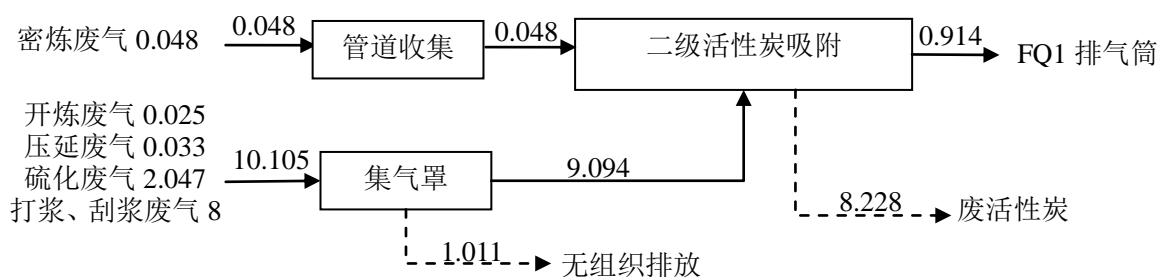 密炼废气 0.048
0.048
管道收集
0.048
二级活性炭吸附
0.914
FQ1 排气筒
开炼废气 0.025
压延废气 0.033
硫化废气 2.047
打浆、刮浆废气 8
10.105
集气罩
9.094
8.228
废活性炭
1.011
无组织排放